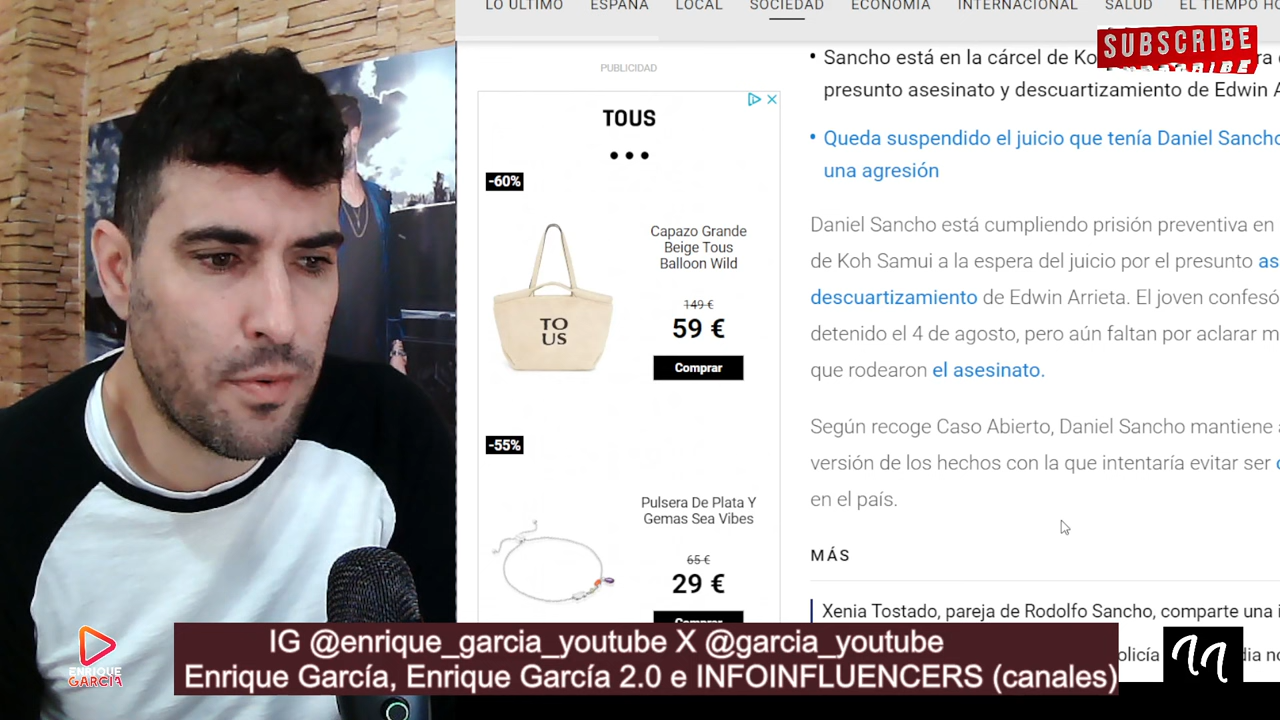 LO ÚLTIMO ESPAÑA LOCAL SOCIEDAD ECONOMÍA INTERNACIONAL SALUD EL TIEMPO
SUBSCRIBE
PUBLICIDAD
TOUS
-60%
Capazo Grande
Beige Tous
Balloon Wild
149 €
59 €
Comprar
TO
US
-55%
Pulsera De Plata Y
Gemas Sea Vibes
65 €
29 €
Comprar
• Sancho está en la cárcel de
presunto asesinato y descuartizamiento de Edwin
• Queda suspendido el juicio que tenía Daniel
una agresión
Daniel Sancho está cumpliendo prisión preventiva en
de Koh Samui a la espera del juicio por el presunto
descuartizamiento de Edwin Arrieta. El joven confesó
detenido el 4 de agosto, pero aún faltan por aclarar
que rodearon el asesinato.
Según recoge Caso Abierto, Daniel Sancho mantiene
versión de los hechos con la que intentaría evitar ser
en el país.
MÁS
Xenia Tostado, pareja de Rodolfo Sancho, comparte una
IG @enrique_garcia_youtube X @garcia_youtube
Enrique García, Enrique García 2.0 e INFOINFLUENCERS (canales)
ENRIQUE
GARCÍA